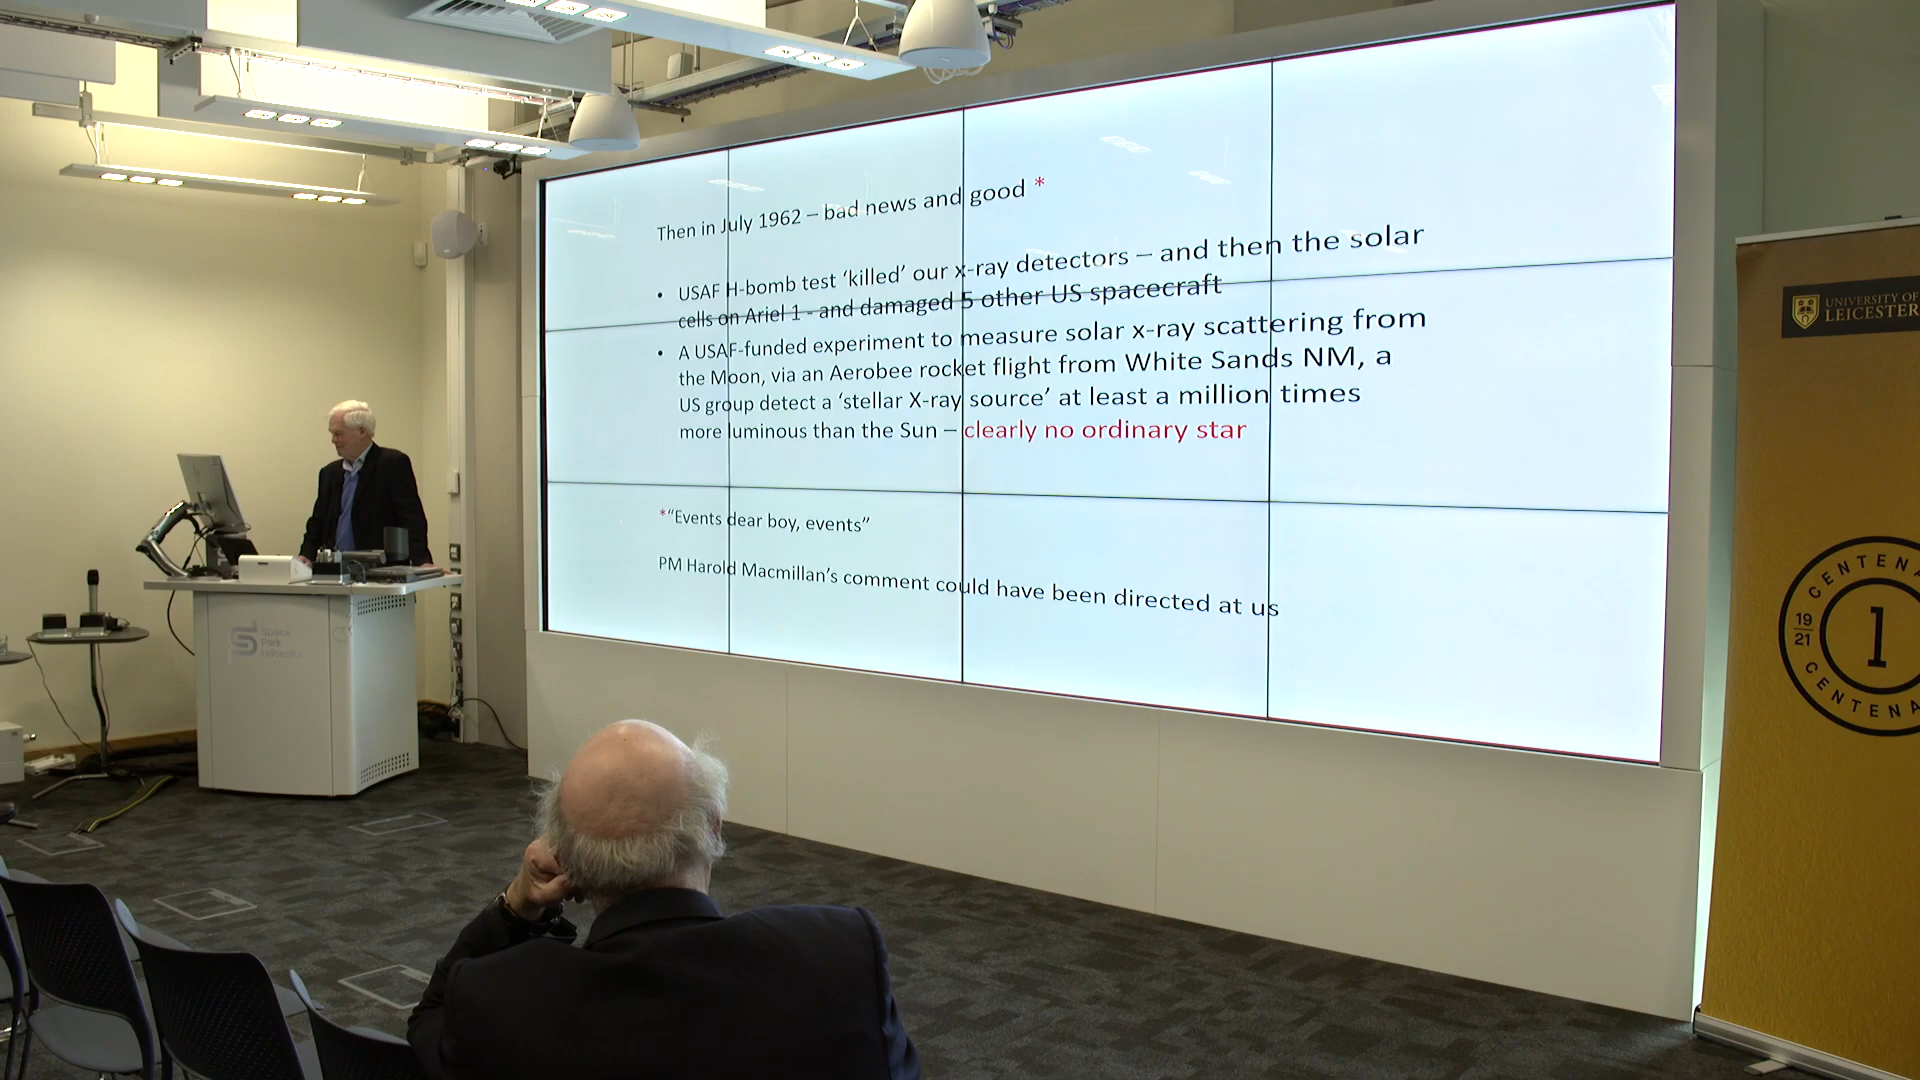 Then in July 1962 – bad news and good *
• USAF H-bomb test ‘killed’ our x-ray detectors – and then the solar
cells on Ariel 1 - and damaged 5 other US spacecraft
• A USAF-funded experiment to measure solar x-ray scattering from
the Moon, via an Aerobee rocket flight from White Sands NM, a
US group detect a ‘stellar X-ray source’ at least a million times
more luminous than the Sun – clearly no ordinary star
*“Events dear boy, events”
PM Harold Macmillan’s comment could have been directed at us
Space
Park
Leicester
UNIVERSITY OF
LEICESTER
CENTENA
19
21
1
CENTENA